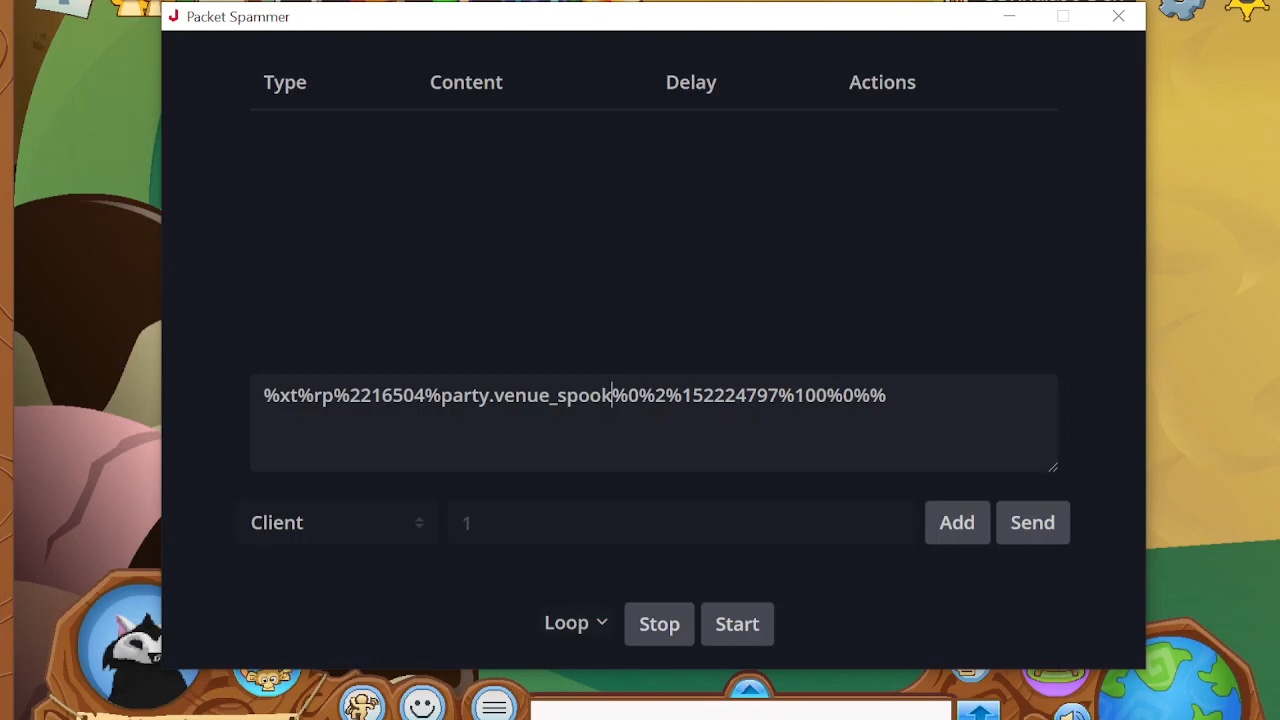 Packet Spammer
Type Content Delay Actions
%xt%rp%2216504%party.venue_spook%0%2%152224797%100%0%%
Client 1 Add Send
Loop Stop Start